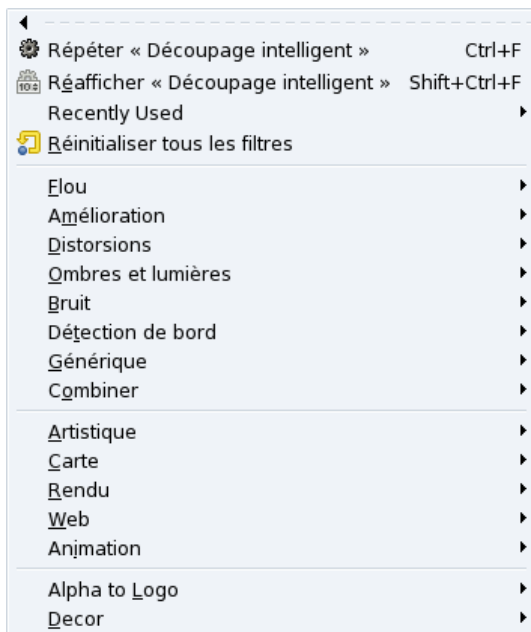 Répéter « Découpage intelligent » Ctrl+F
Réafficher « Découpage intelligent » Shift+Ctrl+F
Recently Used
Réinitialiser tous les filtres
Flou
Amélioration
Distorsions
Ombres et lumières
Bruit
Détection de bord
Générique
Combiner
Artistique
Carte
Rendu
Web
Animation
Alpha to Logo
Decor